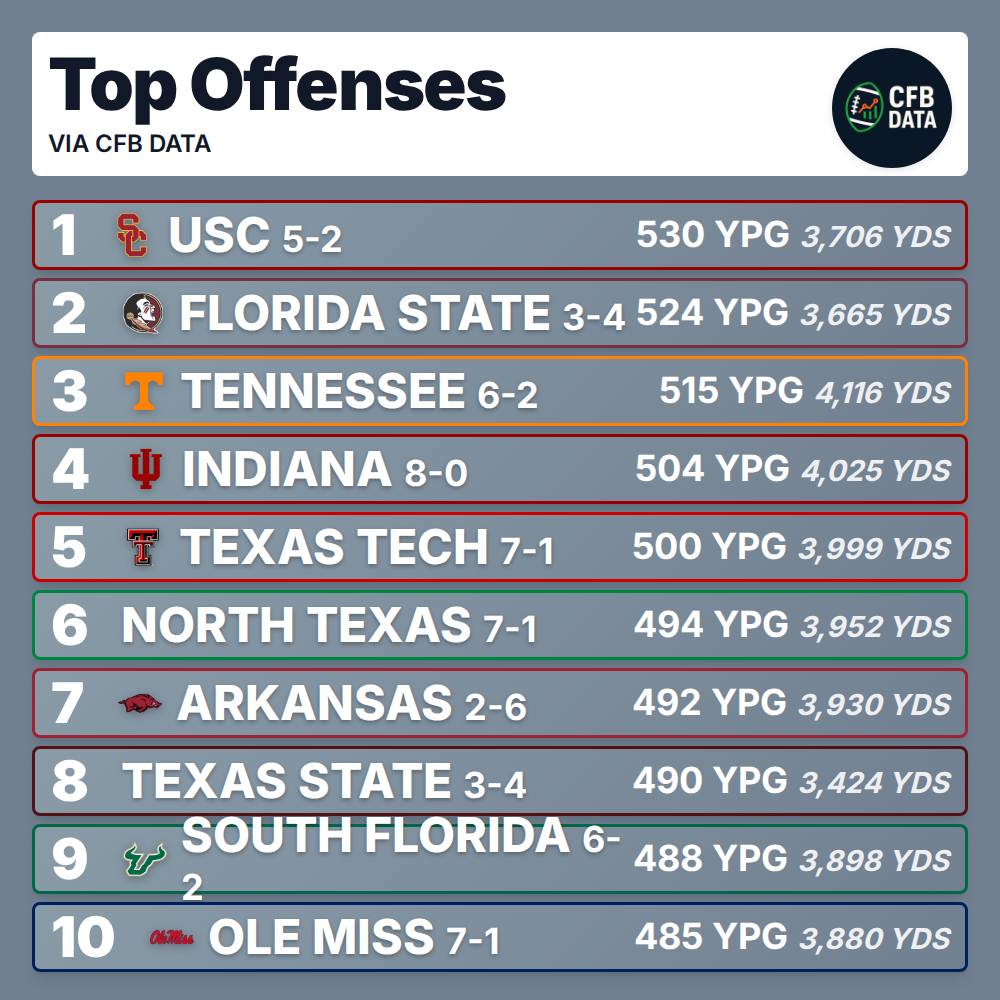 Top Offenses
VIA CFB DATA
CFB
DATA
1 USC 5-2 530 YPG 3,706 YDS
2 FLORIDA STATE 3-4 524 YPG 3,665 YDS
3 T TENNESSEE 6-2 515 YPG 4,116 YDS
4 INDIANA 8-0 504 YPG 4,025 YDS
5 TEXAS TECH 7-1 500 YPG 3,999 YDS
6 NORTH TEXAS 7-1 494 YPG 3,952 YDS
7 ARKANSAS 2-6 492 YPG 3,930 YDS
8 TEXAS STATE 3-4 490 YPG 3,424 YDS
9 SOUTH FLORIDA 6-
2 488 YPG 3,898 YDS
10 Ole Miss OLE MISS 7-1 485 YPG 3,880 YDS